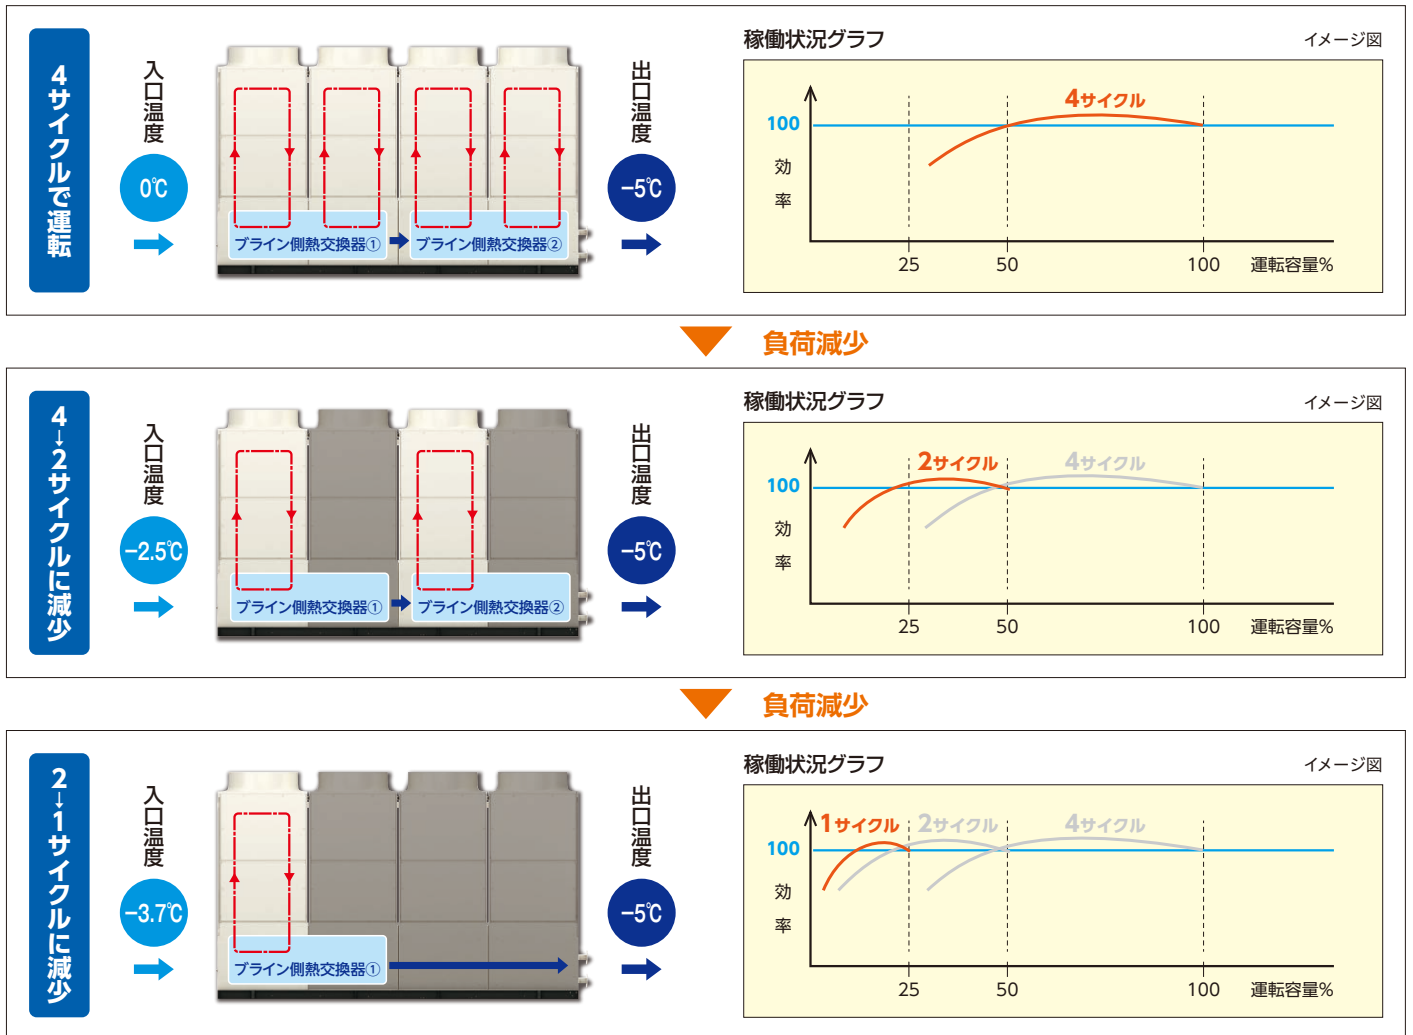 4サイクルで運転
入口温度
0℃
ブライン側熱交換器①
ブライン側熱交換器②
出口温度
−5℃
稼働状況グラフ
イメージ図
4サイクル
100
効率
25
50
100
運転容量%
負荷減少
4→2サイクルに減少
入口温度
−2.5℃
ブライン側熱交換器①
ブライン側熱交換器②
出口温度
−5℃
稼働状況グラフ
イメージ図
2サイクル
4サイクル
100
効率
25
50
100
運転容量%
負荷減少
2→1サイクルに減少
入口温度
−3.7℃
ブライン側熱交換器①
出口温度
−5℃
稼働状況グラフ
イメージ図
1サイクル
2サイクル
4サイクル
100
効率
25
50
100
運転容量%